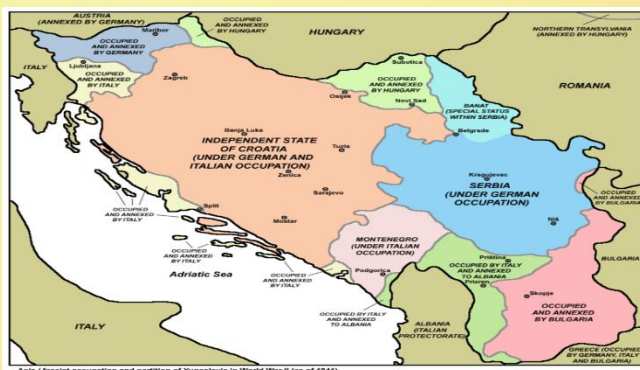 AUSTRIA
(ANNEXED BY GERMANY)
OCCUPIED
AND ANNEXED
BY HUNGARY
HUNGARY
NORTHERN TRANSYLVANIA
(ANNEXED BY HUNGARY)
Maribor
OCCUPIED
AND ANNEXED
BY GERMANY
ITALY
Ljubljana
OCCUPIED
AND ANNEXED
BY ITALY
Zagreb
Subotica
OCCUPIED
AND ANNEXED
BY HUNGARY
Osijek
Novi Sad
ROMANIA
BANAT
(SPECIAL STATUS
WITHIN SERBIA)
Belgrade
Banja Luka
INDEPENDENT STATE
OF CROATIA
(UNDER GERMAN AND
ITALIAN OCCUPATION)
Tuzla
Zenica
Sarajevo
Kragujevac
SERBIA
(UNDER GERMAN
OCCUPATION)
OCCUPIED
AND ANNEXED
BY BULGARIA
OCCUPIED
AND ANNEXED
BY ITALY
Split
Mostar
Niš
MONTENEGRO
(UNDER ITALIAN
OCCUPATION)
OCCUPIED
AND ANNEXED
BY ITALY
BULGARIA
Adriatic Sea
OCCUPIED
AND ANNEXED
BY ITALY
Podgorica
Priština
OCCUPIED BY ITALY
AND ANNEXED
TO ALBANIA
Prizren
Skopje
OCCUPIED
AND ANNEXED
BY BULGARIA
OCCUPIED BY ITALY
AND ANNEXED
TO ALBANIA
ITALY
ALBANIA
(ITALIAN
PROTECTORATE)
GREECE (OCCUPIED
BY GERMANY, ITALY
AND BULGARIA)